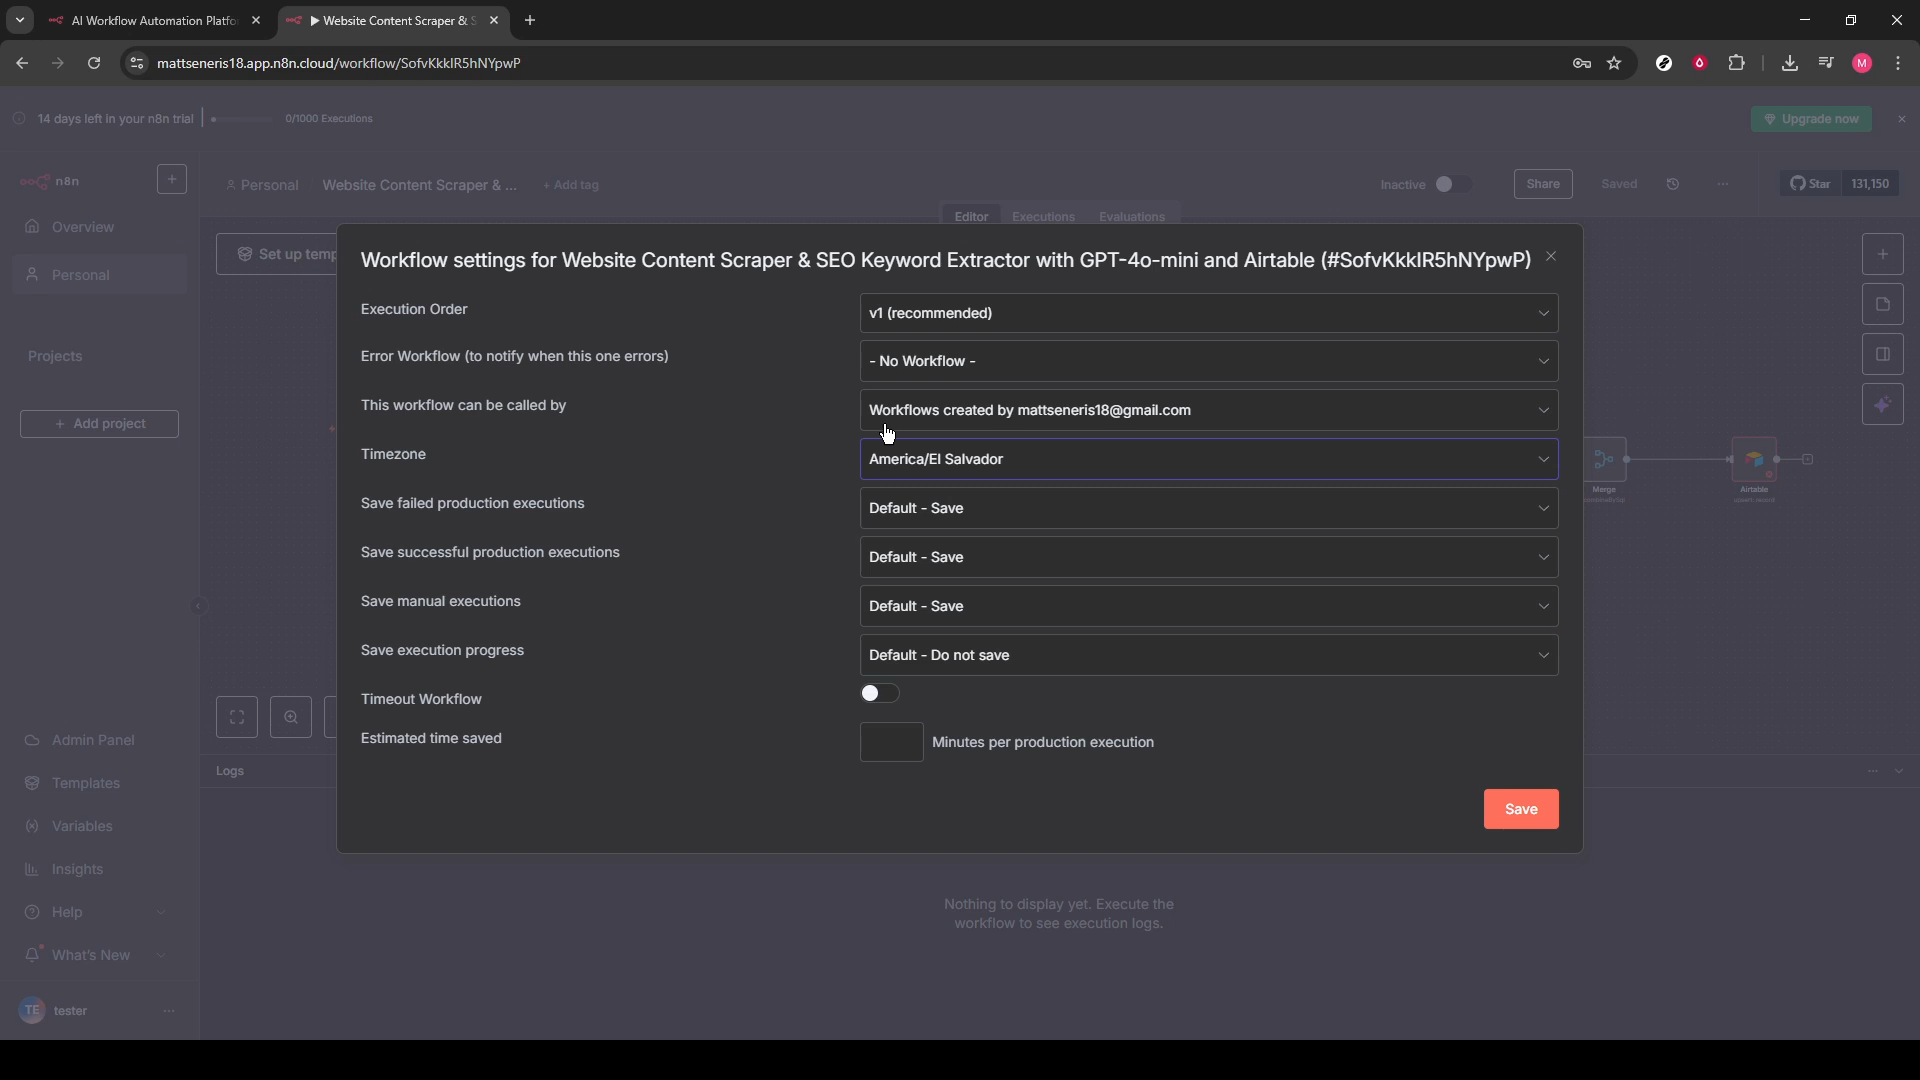 AI Workflow Automation Platfo
Website Content Scraper & S
mattseneris18.app.n8n.cloud/workflow/SofvKkkIR5hNYpwP
M
14 days left in your n8n trial
0/1000 Executions
Upgrade now
n8n
Personal
Website Content Scraper & ...
+ Add tag
Inactive
Share
Saved
Star
131,150
Editor
Executions
Evaluations
Overview
Personal
Projects
+ Add project
Set up temp
Workflow settings for Website Content Scraper & SEO Keyword Extractor with GPT-4o-mini and Airtable (#SofvKkkIR5hNYpwP)
Execution Order
v1 (recommended)
Error Workflow (to notify when this one errors)
- No Workflow -
This workflow can be called by
Workflows created by mattseneris18@gmail.com
Timezone
America/El Salvador
Save failed production executions
Default - Save
Save successful production executions
Default - Save
Save manual executions
Default - Save
Save execution progress
Default - Do not save
Timeout Workflow
Estimated time saved
Minutes per production execution
Save
Merge
Airtable
upsert: record
Logs
Nothing to display yet. Execute the
workflow to see execution logs.
Admin Panel
Templates
Variables
Insights
Help
What's New
TE
tester